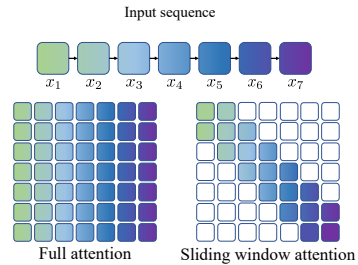 Input sequence
x₁ x₂ x₃ x₄ x₅ x₆ x₇
Full attention Sliding window attention